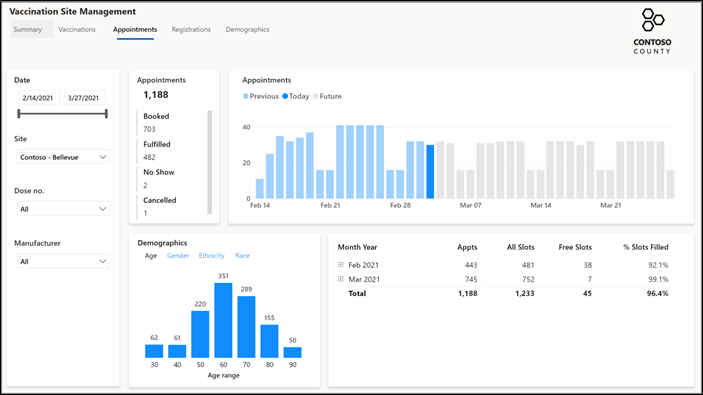 Vaccination Site Management
Summary Vaccinations Appointments Registrations Demographics
CONTOSO
COUNTY
Date
2/14/2021 3/27/2021
Site
Contoso - Bellevue
Dose no.
All
Manufacturer
All
Appointments
1,188
Booked
703
Fulfilled
482
No Show
2
Cancelled
1
Appointments
Previous Today Future
40
20
0
Feb 14 Feb 21 Feb 28 Mar 07 Mar 14 Mar 21
Demographics
Age Gender Ethnicity Race
62 61 220 351 289 155 50
30 40 50 60 70 80 90
Age range
Month Year Appts All Slots Free Slots % Slots Filled
Feb 2021 443 481 38 92.1%
Mar 2021 745 752 7 99.1%
Total 1,188 1,233 45 96.4%